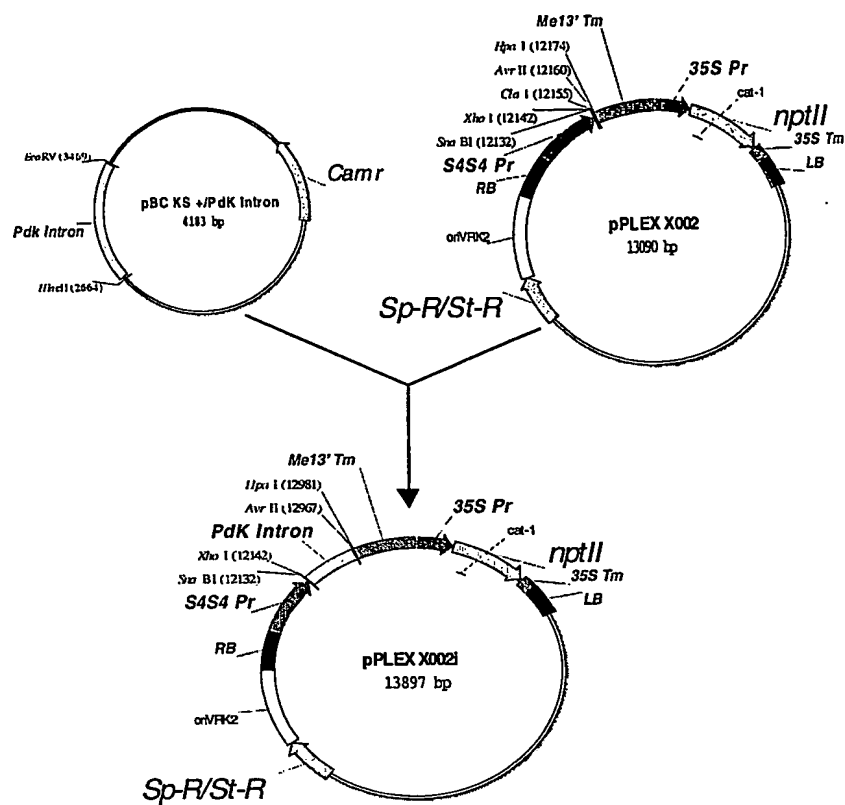 Me13' Tm
Hpa I (12174)
Avr II (12160)
Cla I (12155)
Xho I (12142)
Sna BI (12132)
S4S4 Pr
RB
35S Pr
cat-1
nptII
35S Tm
LB
oriVRK2
pPLEX X002
13090 bp
Sp-R/St-R
EcoRV (3469)
Camr
pBC KS +/PdK Intron
4183 bp
Pdk Intron
(2664)
Me13' Tm
Hpa I (12981)
Avr II (12967)
PdK Intron
Xho I (12142)
Sna BI (12132)
S4S4 Pr
RB
35S Pr
cat-1
nptII
35S Tm
LB
pPLEX X002i
13897 bp
oriVRK2
Sp-R/St-R